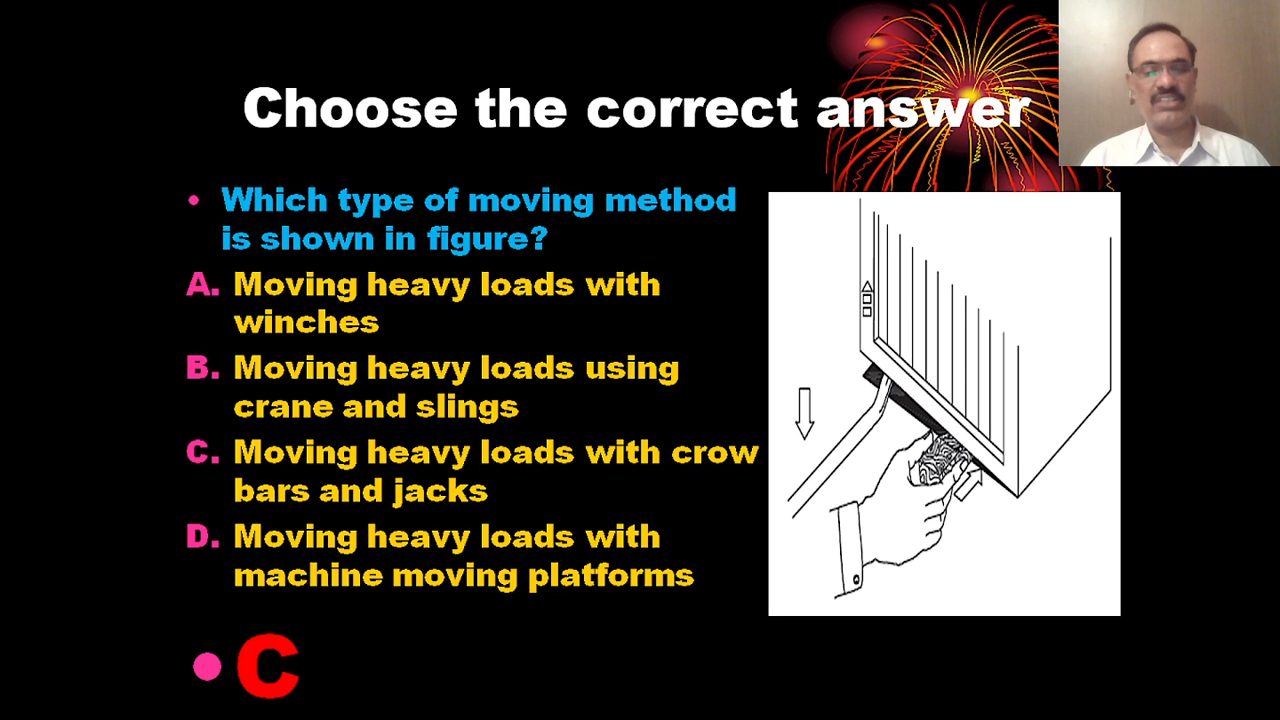 Choose the correct answer
• Which type of moving method
is shown in figure?
A. Moving heavy loads with
winches
B. Moving heavy loads using
crane and slings
C. Moving heavy loads with crow
bars and jacks
D. Moving heavy loads with
machine moving platforms
• C